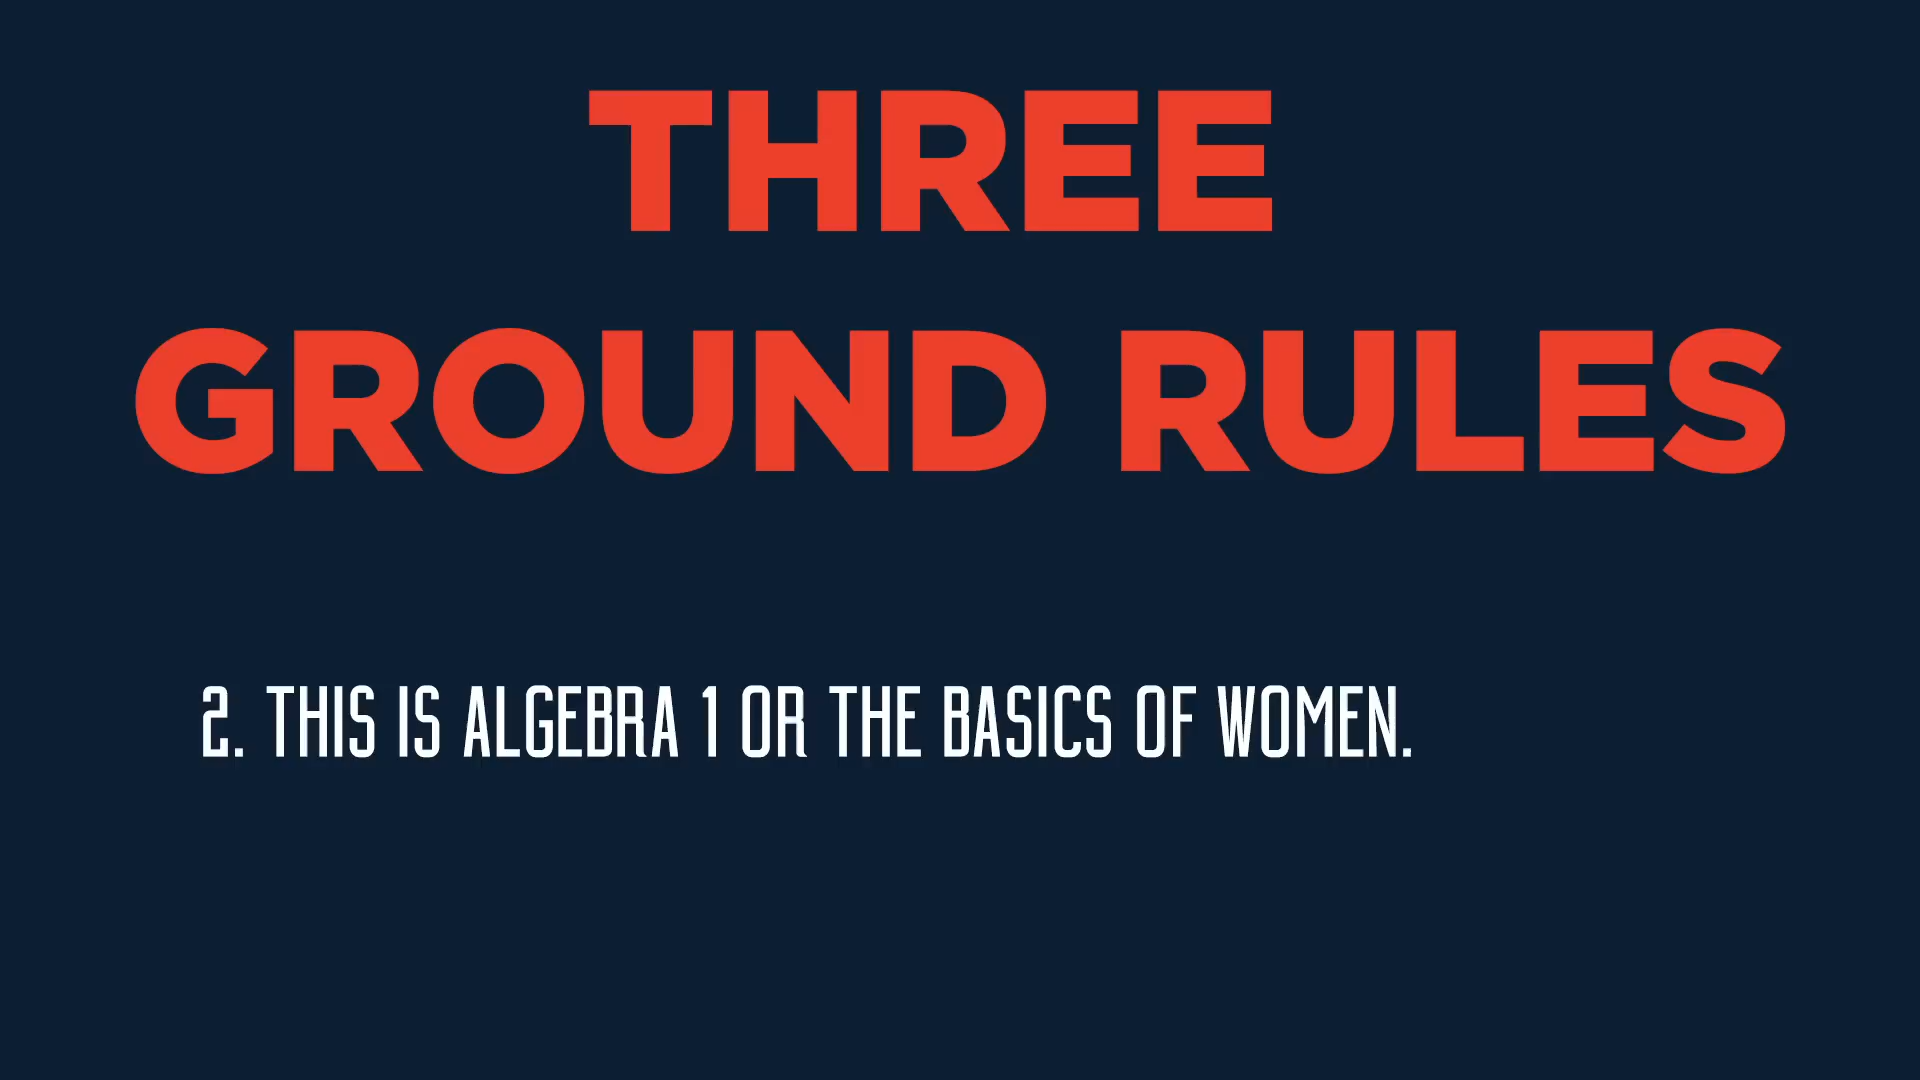 THREE
GROUND RULES
2. THIS IS ALGEBRA 1 OR THE BASICS OF WOMEN.